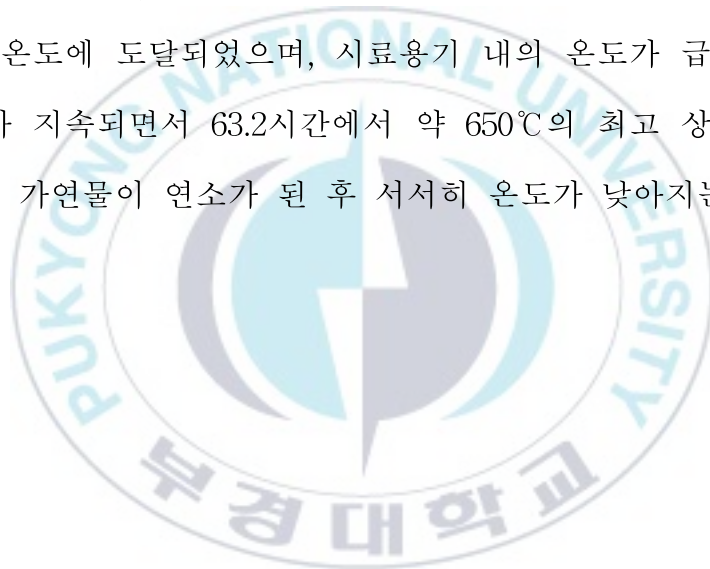 온도에 도달되었으며, 시료용기 내의 온도가 급
지속되면서 63.2시간에서 약 650℃의 최고 상
가연물이 연소가 된 후 서서히 온도가 낮아지는
PUKYONG NATIONAL UNIVERSITY
부경대학교